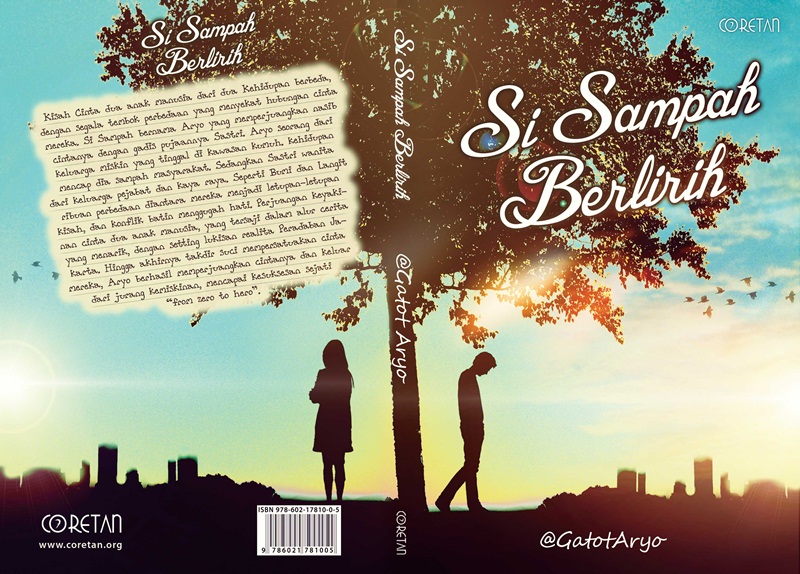 Si Sampah
Berlirih
Kisah Cinta dua anak manusia dari dua Kehidupan berbeda,
dengan segala tembok perbedaan yang menyekat hubungan cinta
mereka. Si Sampah bernama Aryo yang memperjuangkan nasib
cintanya dengan gadis pujaannya Sastri. Aryo seorang dari
keluarga miskin yang tinggal di kawasan kumuh, kehidupan
mencap dia sampah masyarakat. Sedangkan Sastri wanita
dari keluarga pejabat dan kaya raya. Seperti Bumi dan Langit
ribuan perbedaan diantara mereka menjadi letupan-letupan
kisah, dan konflik batin menggugah hati. Perjuangan keyaki-
nan cinta dua anak manusia, yang tersaji dalam alur cerita
yang menarik, dengan setting lukisan realita Peradaban Ja-
karta. Hingga akhirnya takdir suci mempersatukan cinta
mereka, Aryo berhasil memperjuangkan cintanya dan keluar
dari jurang kemiskinan, mencapai kesuksesan sejati
"from zero to hero".
CORETAN
www.coretan.org
ISBN 978-602-17810-0-5
9 786021 781005
Si Sampah Berlirih
@Gatot Aryo
CORETAN
CORETAN
Si Sampah
Berlirih
@GatotAryo